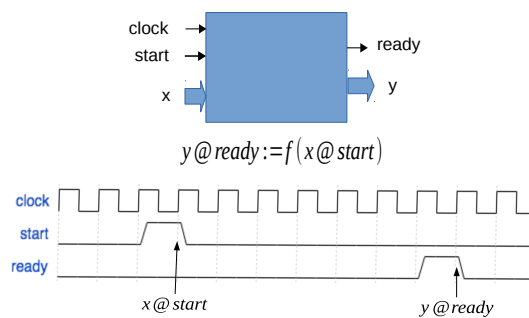 clock
start
ready
x
y
y@ready:=f(x@start)
clock
start
ready
x@start
y@ready